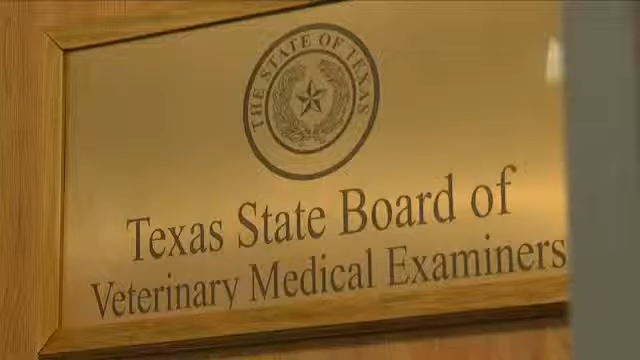 THE STATE OF TEXAS
Texas State Board of
Veterinary Medical Examiners